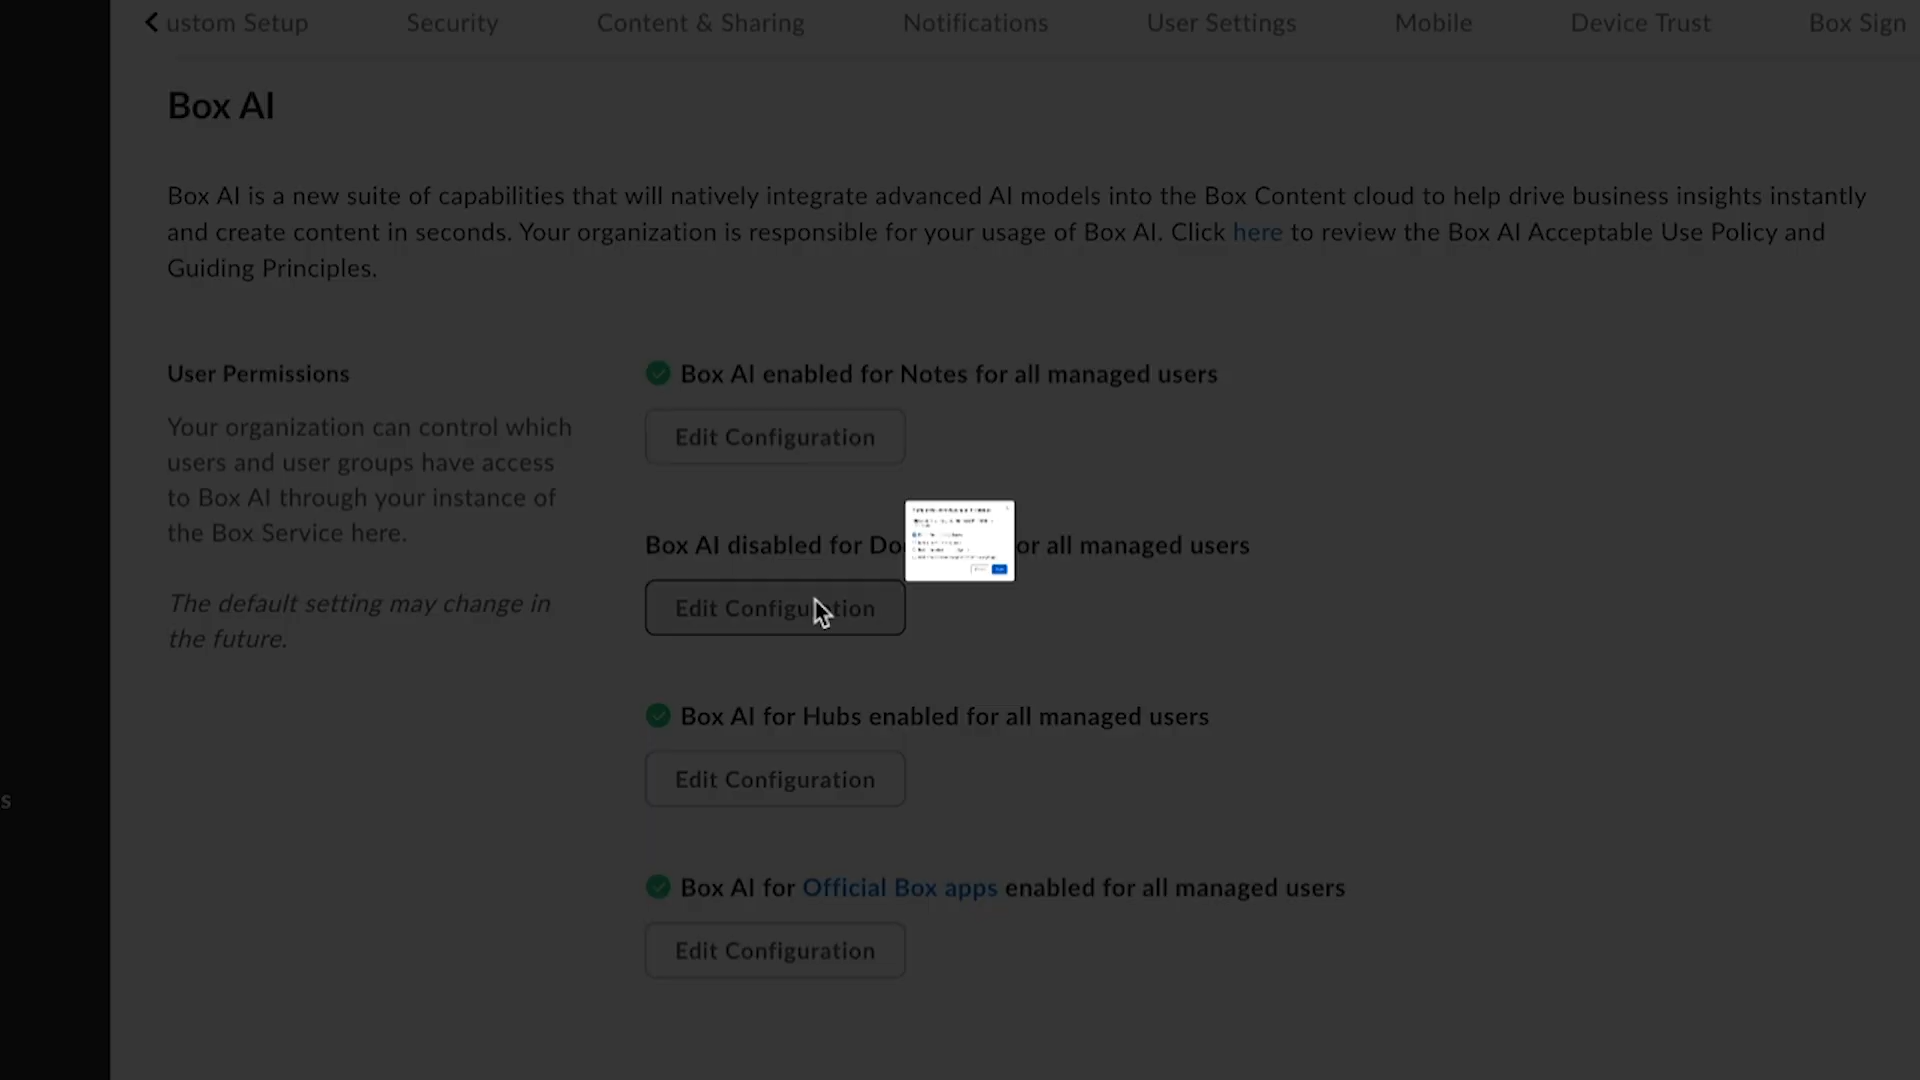 ustom Setup Security Content & Sharing Notifications User Settings Mobile Device Trust Box Sign
Box AI
Box AI is a new suite of capabilities that will natively integrate advanced AI models into the Box Content cloud to help drive business insights instantly
and create content in seconds. Your organization is responsible for your usage of Box AI. Click here to review the Box AI Acceptable Use Policy and
Guiding Principles.
User Permissions
Your organization can control which
users and user groups have access
to Box AI through your instance of
the Box Service here.
The default setting may change in
the future.
Box AI enabled for Notes for all managed users
Edit Configuration
Box AI disabled for Do or all managed users
Edit Configuration
Box AI for Hubs enabled for all managed users
Edit Configuration
Box AI for Official Box apps enabled for all managed users
Edit Configuration
s